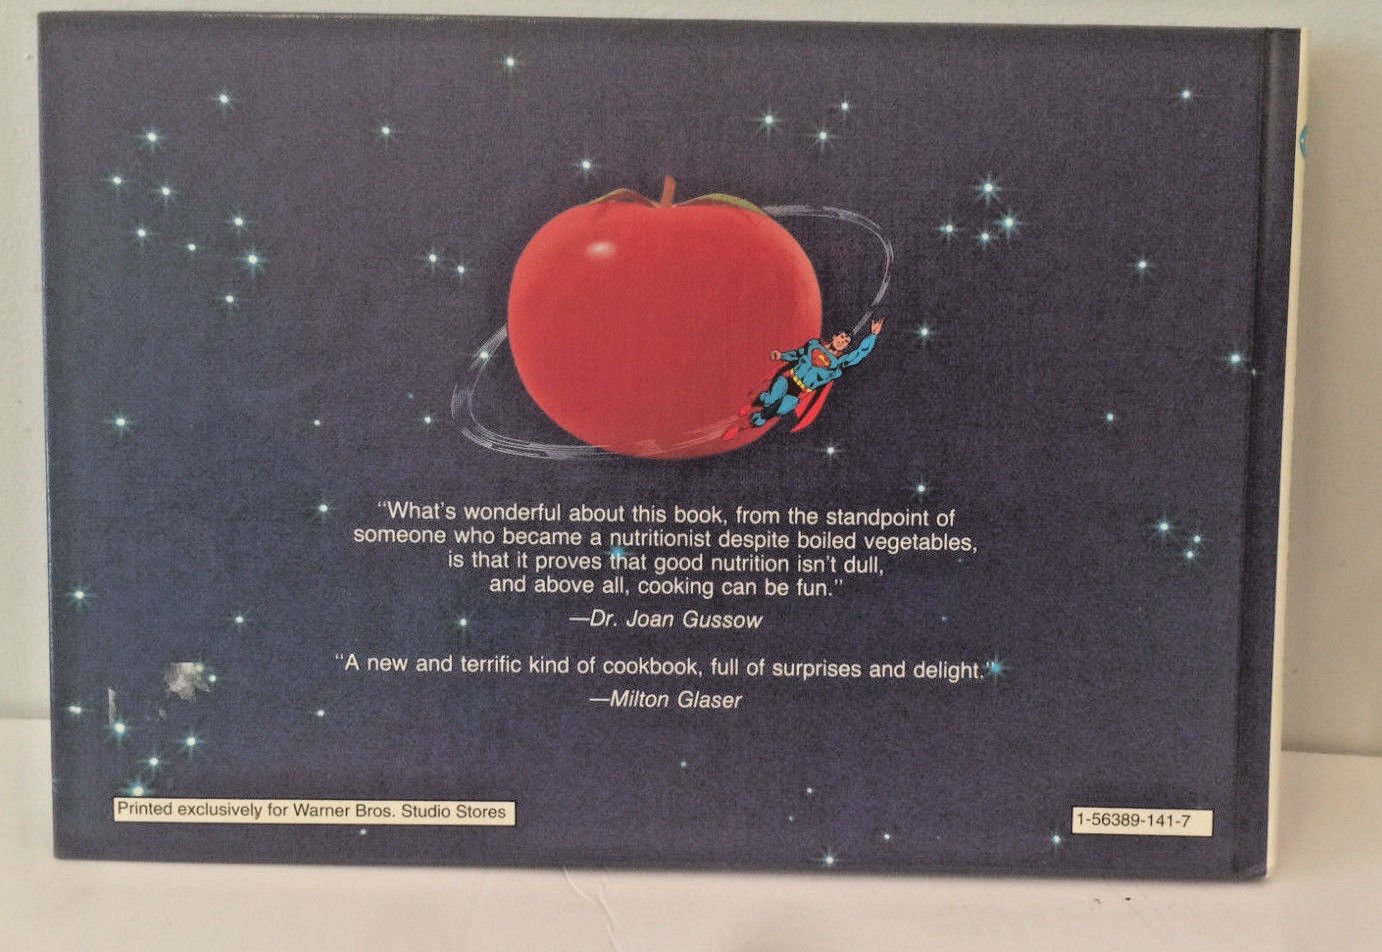 “What's wonderful about this book, from the standpoint of
someone who became a nutritionist despite boiled vegetables,
is that it proves that good nutrition isn't dull,
and above all, cooking can be fun.”
—Dr. Joan Gussow
“A new and terrific kind of cookbook, full of surprises and delight.”
—Milton Glaser
Printed exclusively for Warner Bros. Studio Stores
1-56389-141-7